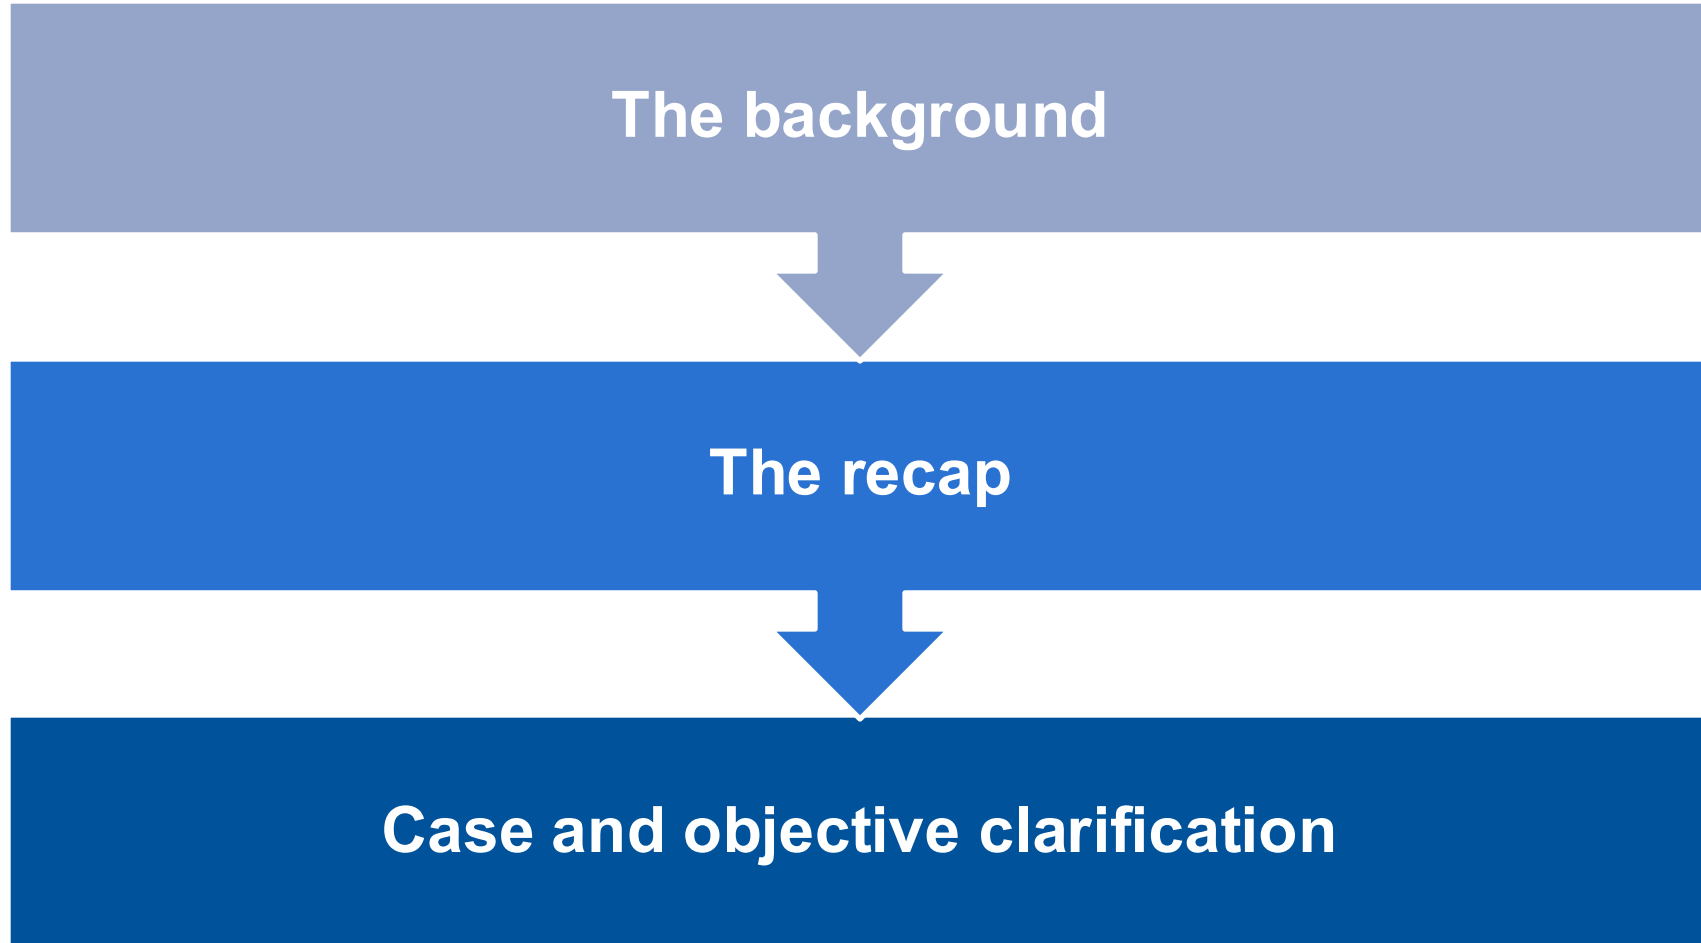 The background
The recap
Case and objective clarification